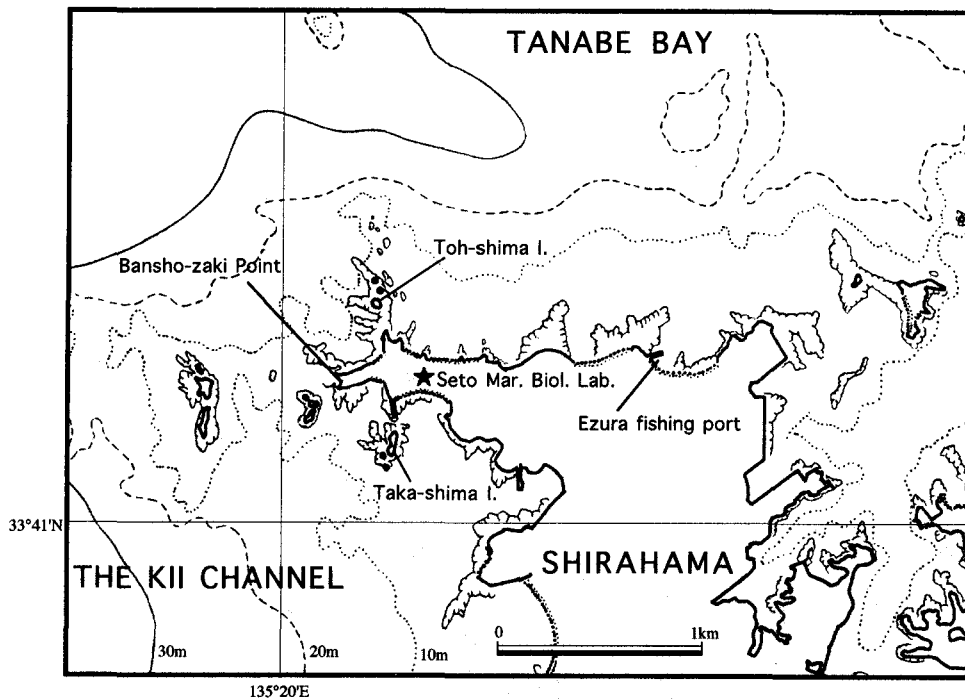 TANABE BAY
Toh-shima I.
Bansho-zaki Point
Seto Mar. Biol. Lab.
Ezura fishing port
Taka-shima I.
33°41'N
THE KII CHANNEL
SHIRAHAMA
0
1km
30m
20m
10m
135°20'E